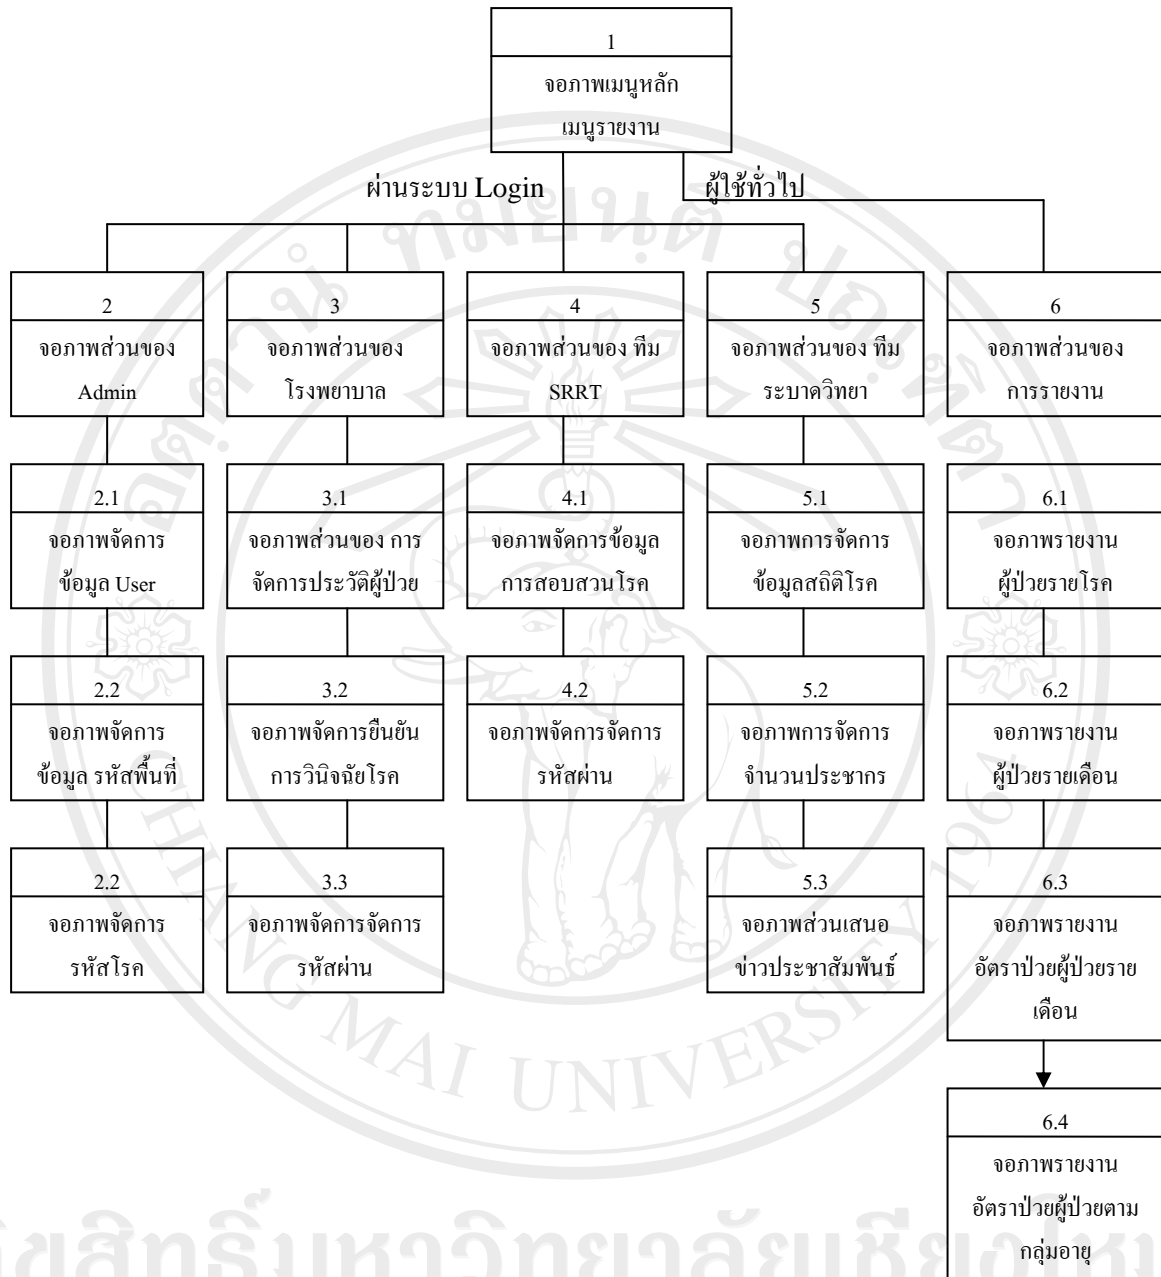 1
จอภาพเมนูหลัก
เมนูรายงาน
ผ่านระบบ Login
ผู้ใช้ทั่วไป
2
จอภาพส่วนของ
Admin
3
จอภาพส่วนของ
โรงพยาบาล
4
จอภาพส่วนของ ทีม
SRRT
5
จอภาพส่วนของ ทีม
ระบาดวิทยา
6
จอภาพส่วนของ
การรายงาน
2.1
จอภาพจัดการ
ข้อมูล User
3.1
จอภาพส่วนของ การ
จัดการประวัติผู้ป่วย
4.1
จอภาพจัดการข้อมูล
การสอบสวนโรค
5.1
จอภาพการจัดการ
ข้อมูลสถิติโรค
6.1
จอภาพรายงาน
ผู้ป่วยรายโรค
2.2
จอภาพจัดการ
ข้อมูล รหัสพื้นที่
3.2
จอภาพจัดการยืนยัน
การวินิจฉัยโรค
4.2
จอภาพจัดการจัดการ
รหัสผ่าน
5.2
จอภาพการจัดการ
จำนวนประชากร
6.2
จอภาพรายงาน
ผู้ป่วยรายเดือน
2.2
จอภาพจัดการ
รหัสโรค
3.3
จอภาพจัดการจัดการ
รหัสผ่าน
5.3
จอภาพส่วนเสนอ
ข่าวประชาสัมพันธ์
6.3
จอภาพรายงาน
อัตราป่วยผู้ป่วยราย
เดือน
6.4
จอภาพรายงาน
อัตราป่วยผู้ป่วยตาม
กลุ่มอายุ
CHIANG MAI UNIVERSITY 1964